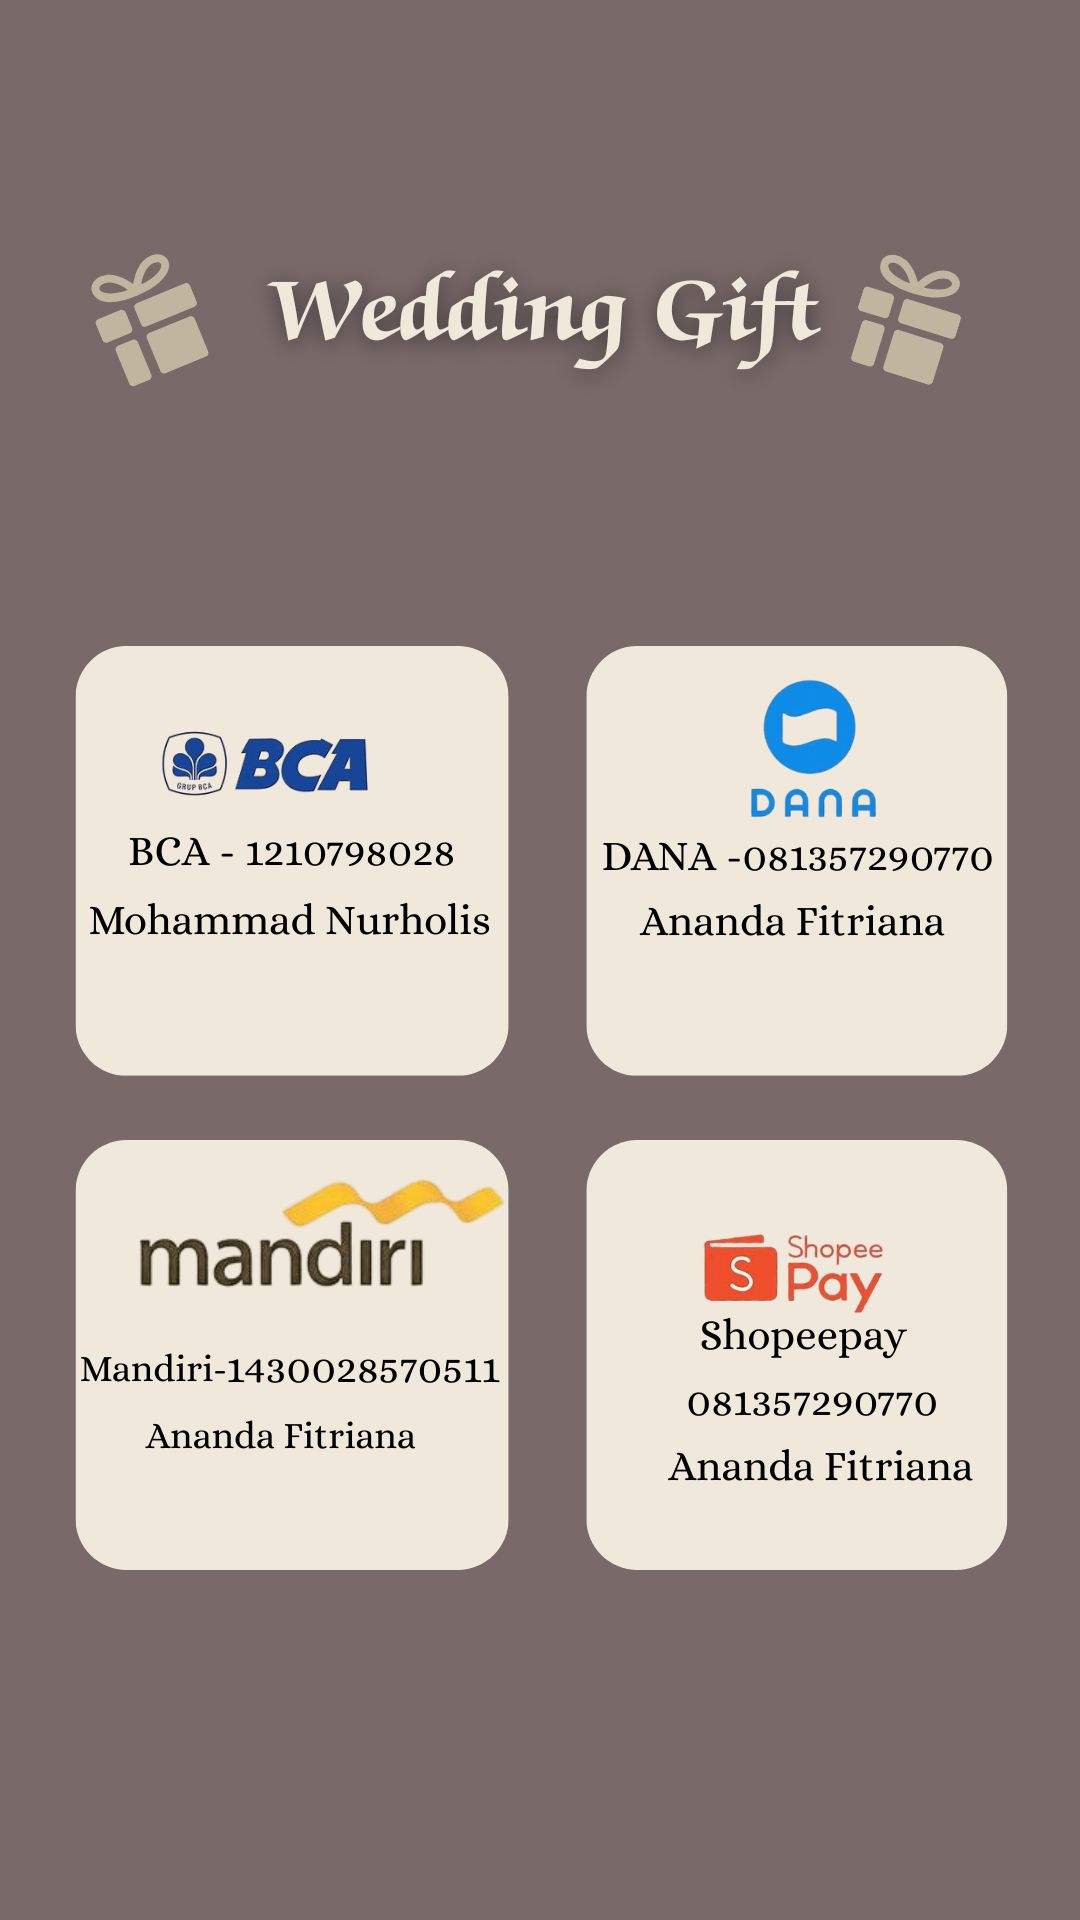 Wedding Gift
GRUP BCA
BCA
BCA - 1210798028
Mohammad Nurholis
DANA
DANA -081357290770
Ananda Fitriana
mandiri
Mandiri-1430028570511
Ananda Fitriana
S
Shopee
Pay
Shopeepay
081357290770
Ananda Fitriana